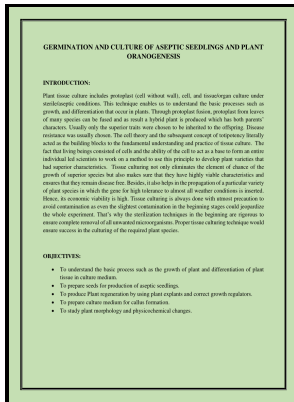 GERMINATION AND CULTURE OF ASEPTIC SEEDLINGS AND PLANT
ORANOGENESIS
INTRODUCTION:
Plant tissue culture includes protoplast (cell without wall), cell, and tissue/organ culture under
sterile/aseptic conditions. This technique enables us to understand the basic processes such as
growth, and differentiation that occur in plants. Through protoplast fusion, protoplast from leaves
of many species can be fused and as result a hybrid plant is produced which has both parents'
characters. Usually only the superior traits were chosen to be inherited to the offspring. Disease
resistance was usually chosen. The cell theory and the subsequent concept of totipotency literally
acted as the building blocks to the fundamental understanding and practice of tissue culture. The
fact that living beings consisted of cells and the ability of the cell to act as a base to form an entire
individual led scientists to work on a method to use this principle to develop plant varieties that
had superior characteristics. Tissue culturing not only eliminates the element of chance of the
growth of superior species but also makes sure that they have highly viable characteristics and
ensures that they remain disease free. Besides, it also helps in the propagation of a particular variety
of plant species in which the gene for high tolerance to almost all weather conditions is inserted.
Hence, its economic viability is high. Tissue culturing is always done with utmost precaution to
avoid contamination as even the slightest contamination in the beginning stages could jeopardize
the whole experiment. That's why the sterilization techniques in the beginning are rigorous to
ensure complete removal of all unwanted microorganisms. Proper tissue culturing technique would
ensure success in the culturing of the required plant species.
OBJECTIVES:
• To understand the basic process such as the growth of plant and differentiation of plant
tissue in culture medium.
• To prepare seeds for production of aseptic seedlings.
• To produce Plant regeneration by using plant explants and correct growth regulators.
• To prepare culture medium for callus formation.
• To study plant morphology and physicochemical changes.